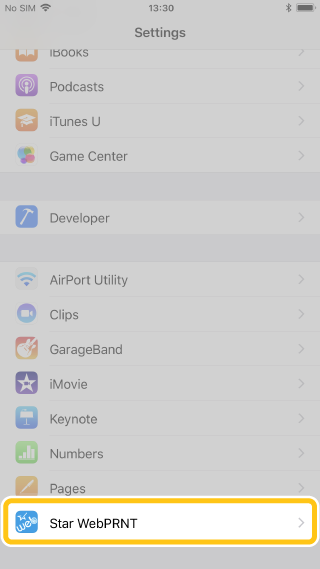 No SIM 13:30
Settings
iBooks
Podcasts
iTunes U
Game Center
Developer
AirPort Utility
Clips
GarageBand
iMovie
Keynote
Numbers
Pages
Star WebPRNT